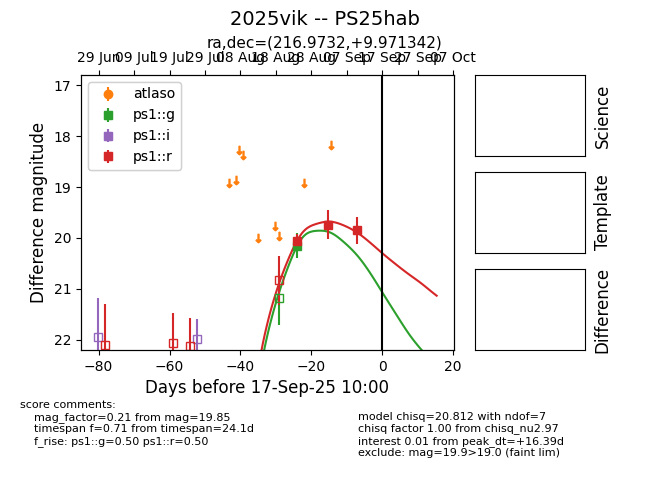 2025vik -- PS25hab
ra,dec=(216.9732,+9.971342)
29 Jun 09 Jul 19 Jul 29 Jul 08 Aug 18 Aug 28 Aug 07 Sep 17 Sep 27 Sep 07 Oct
atlaso
ps1::g
ps1::i
ps1::r
17
18
19
20
21
22
Difference magnitude
−80 −60 −40 −20 0 20
Days before 17-Sep-25 10:00
Science
Template
Difference
score comments:
mag_factor=0.21 from mag=19.85
timespan f=0.71 from timespan=24.1d
f_rise: ps1::g=0.50 ps1::r=0.50
model chisq=20.812 with ndof=7
chisq factor 1.00 from chisq_nu2.97
interest 0.01 from peak_dt=+16.39d
exclude: mag=19.9>19.0 (faint lim)